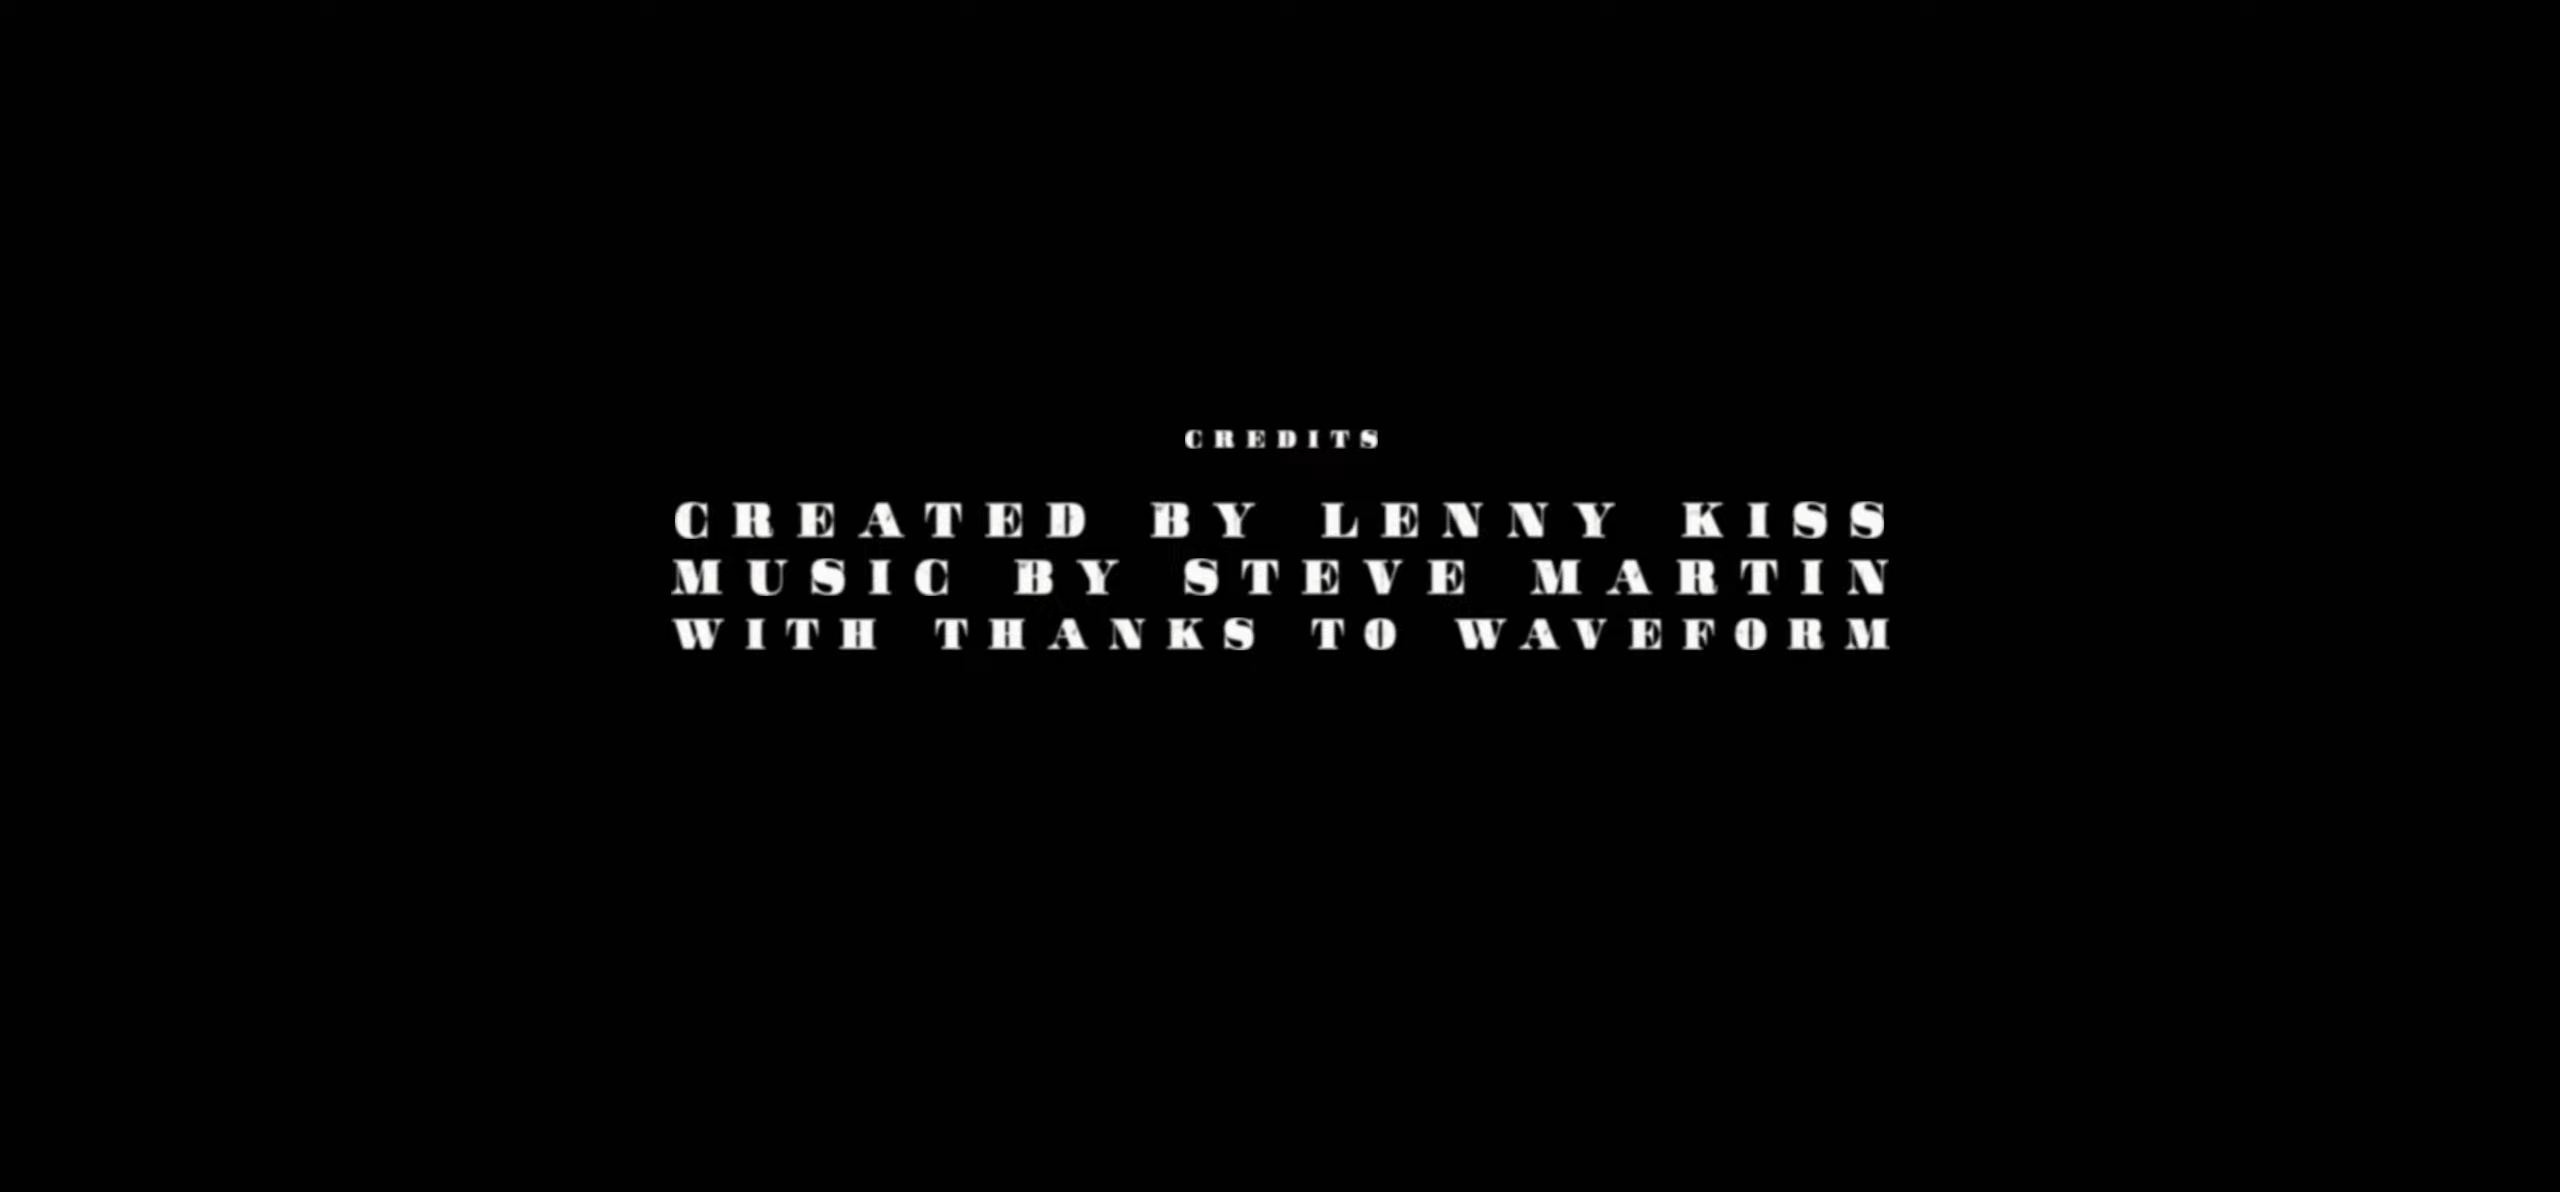 CREDITS
CREATED BY LENNY KISS
MUSIC BY STEVE MARTIN
WITH THANKS TO WAVEFORM